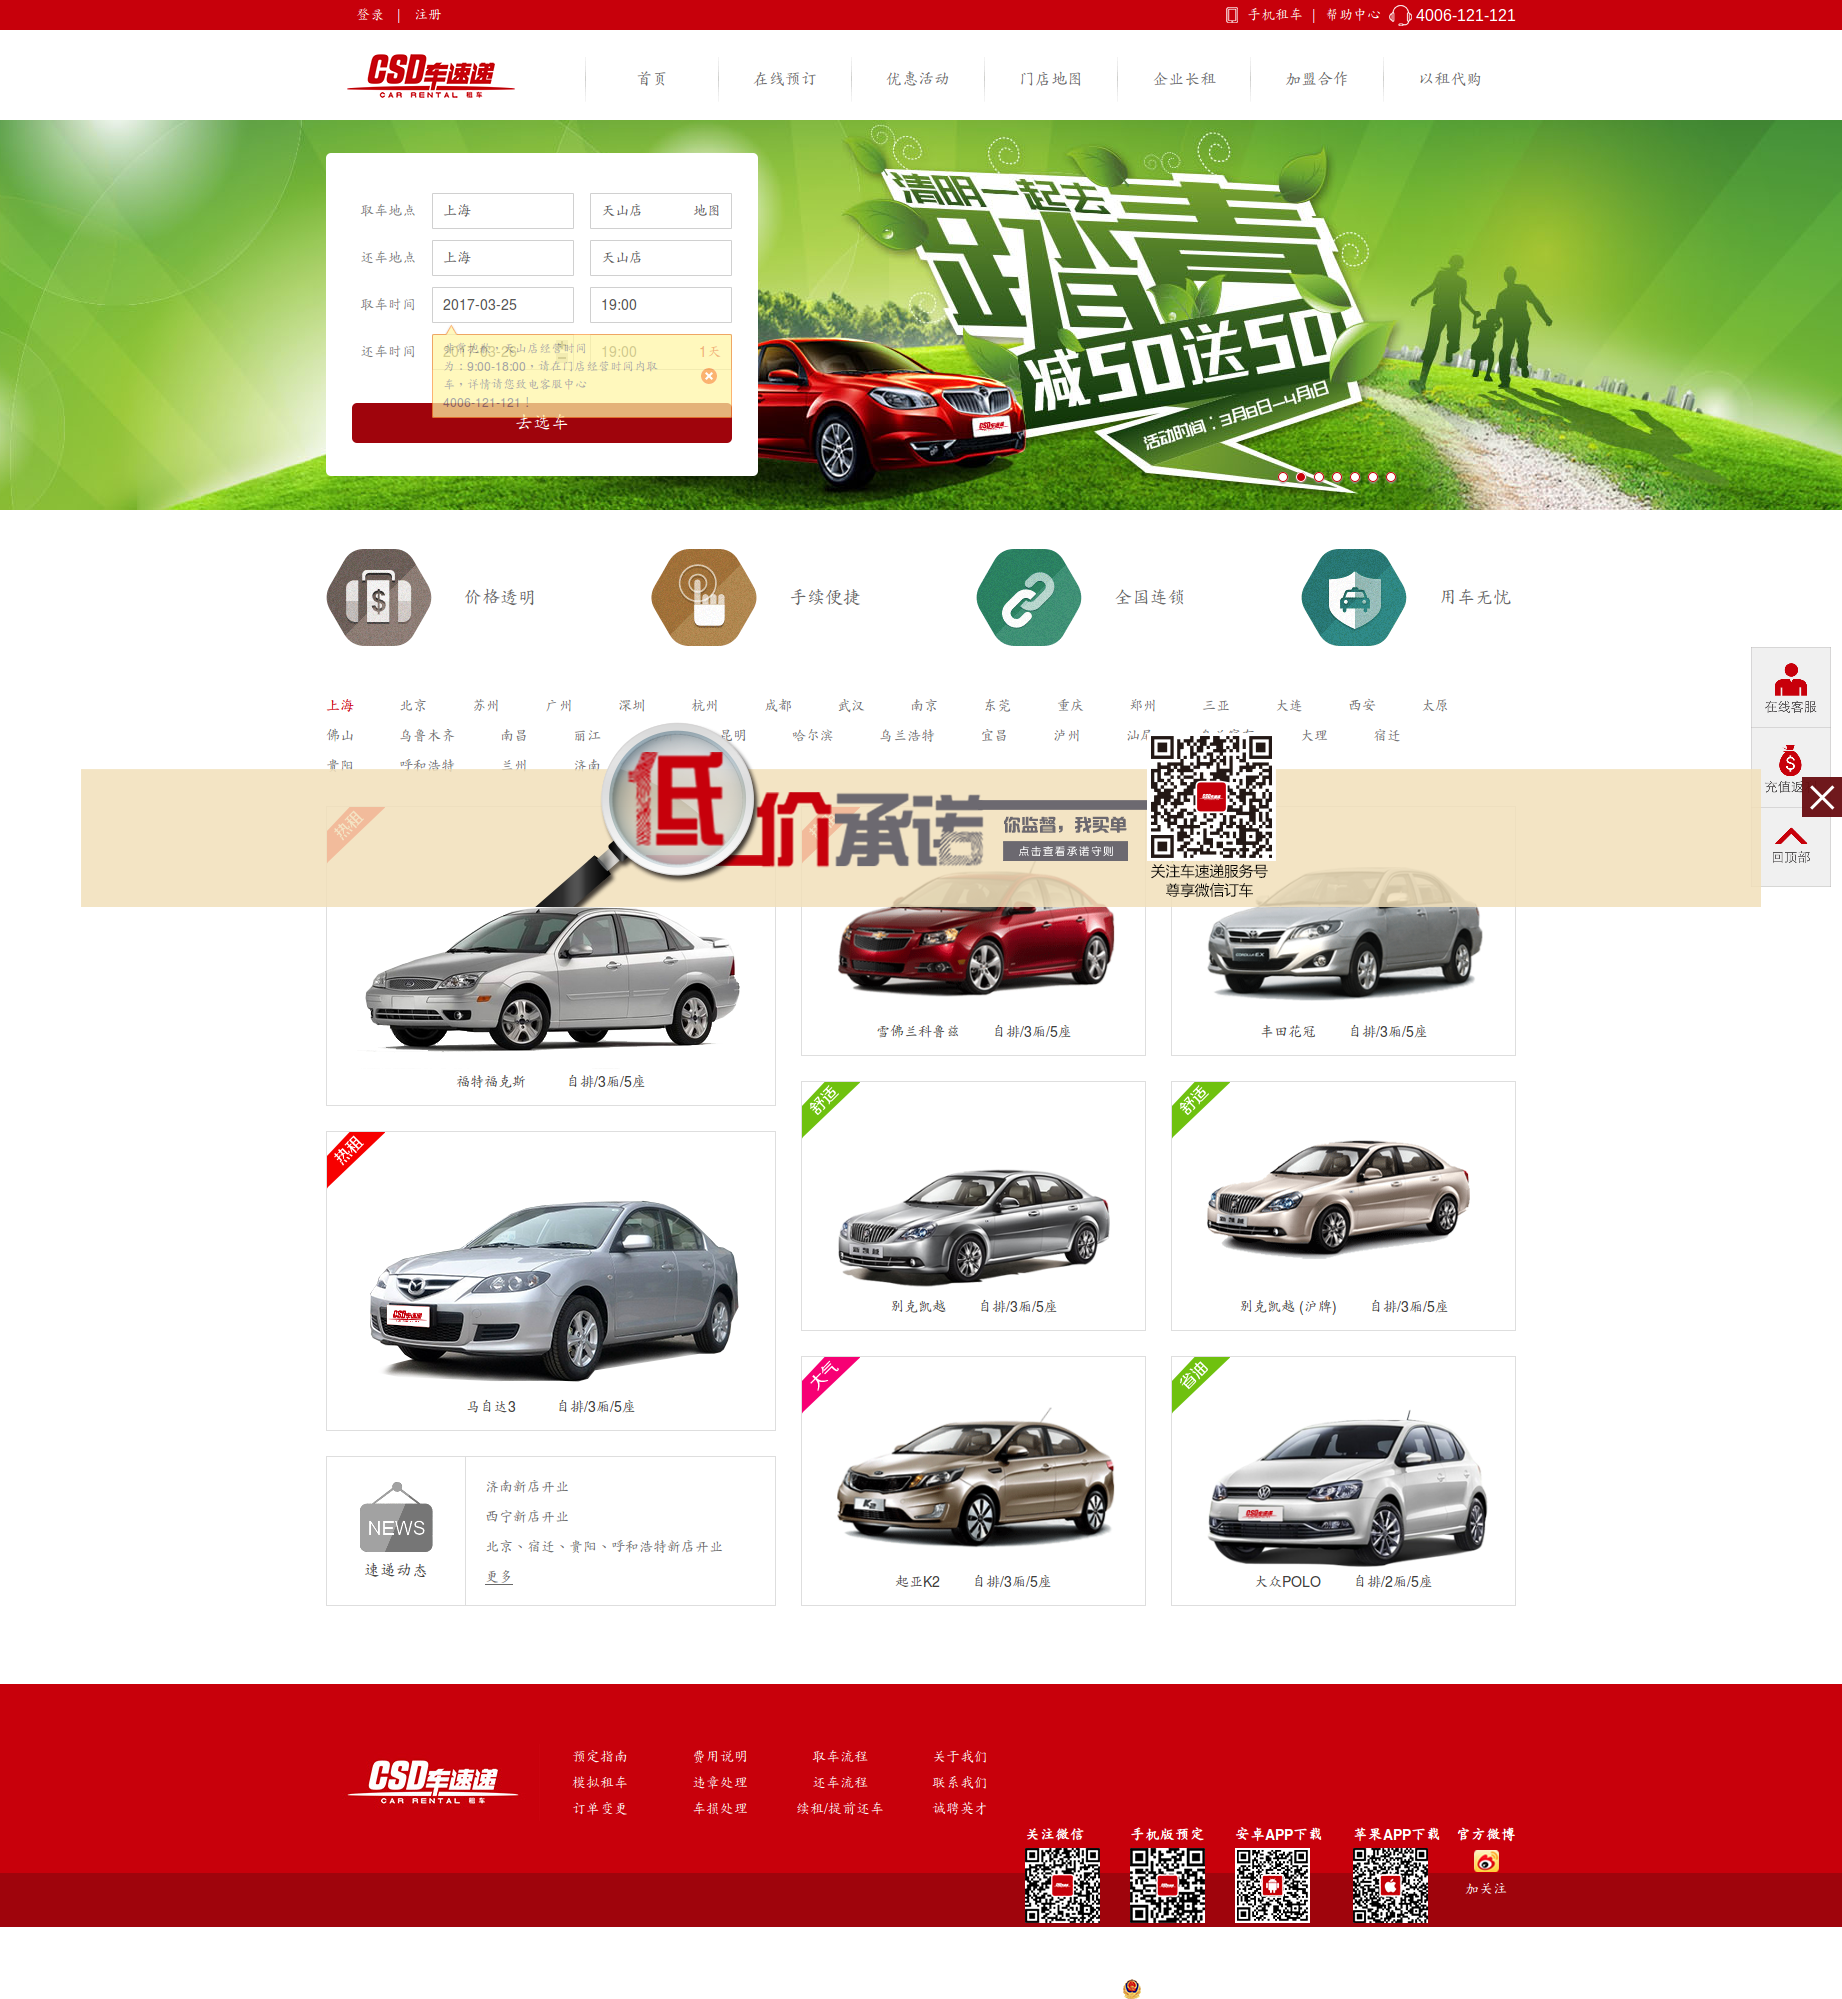 登录 | 注册
手机租车 | 帮助中心 4006-121-121
CSD车速递
CAR RENTAL 租车
首页 在线预订 优惠活动 门店地图 企业长租 加盟合作 以租代购
取车地点 上海 天山店 地图
还车地点 上海 天山店
取车时间 2017-03-25 19:00
还车时间 2017-03-26 19:00 1天
天山店经营时间
为：9:00-18:00，请在门店经营时间内取
车，详情请您致电客服中心
4006-121-121！
去选车
清明一起去
踏青
减50送50
活动时间：3月8日-4月1日
价格透明 手续便捷 全国连锁 用车无忧
上海 北京 苏州 广州 深圳 杭州 成都 武汉 南京 东莞 重庆 郑州 三亚 大连 西安 太原
佛山 乌鲁木齐 南昌 丽江 昆明 哈尔滨 乌兰浩特 宜昌 泸州 汕尾 大理 宿迁
贵阳 呼和浩特 兰州 济南
在线客服
充值返
回顶部
低价承诺
你监督，我买单
点击查看承诺守则
关注车速递服务号
尊享微信订车
热租
福特福克斯 自排/3厢/5座
雪佛兰科鲁兹 自排/3厢/5座
丰田花冠 自排/3厢/5座
热租
马自达3 自排/3厢/5座
舒适
别克凯越 自排/3厢/5座
舒适
别克凯越 (沪牌) 自排/3厢/5座
大气
K2
起亚K2 自排/3厢/5座
省油
大众POLO 自排/2厢/5座
NEWS
速递动态
济南新店开业
西宁新店开业
北京、宿迁、贵阳、呼和浩特新店开业
更多
CSD车速递
CAR RENTAL 租车
预定指南 费用说明 取车流程 关于我们
模拟租车 违章处理 还车流程 联系我们
订单变更 车损处理 续租/提前还车 诚聘英才
关注微信 手机版预定 安卓APP下载 苹果APP下载 官方微博
加关注